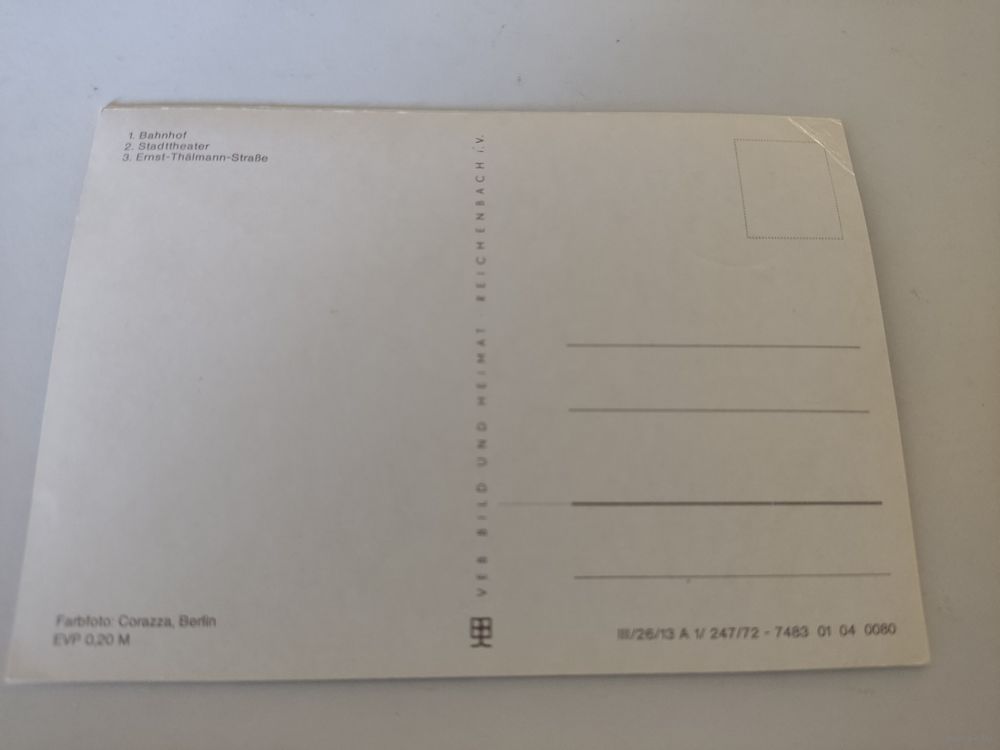 1. Bahnhof
2. Stadttheater
3. Ernst-Thälmann-Straße
VEB BILD UND HEIMAT · REICHENBACH i.V.
Farbfoto: Corazza, Berlin
EVP 0,20 M
III/26/13 A 1/ 247/72 - 7483 01 04 0080